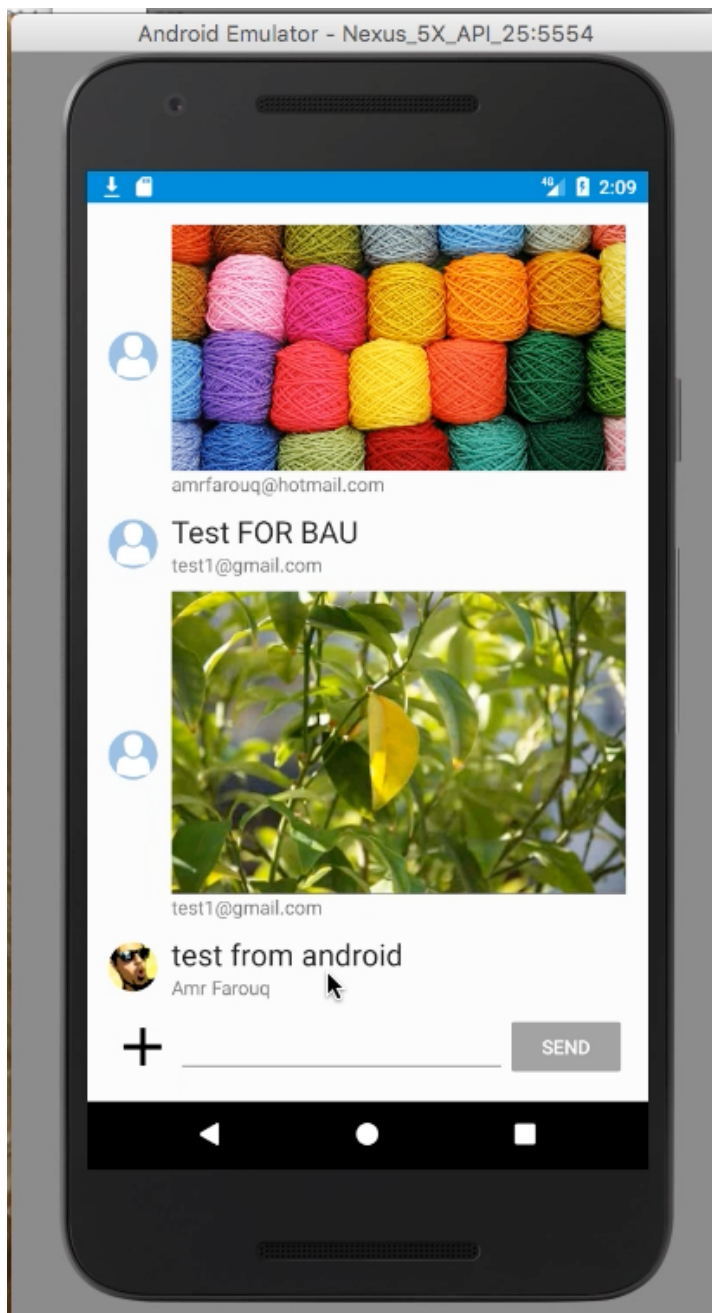 Android Emulator - Nexus_5X_API_25:5554
4G 2:09
amrfarouq@hotmail.com
Test FOR BAU
test1@gmail.com
test1@gmail.com
test from android
Amr Farouq
SEND